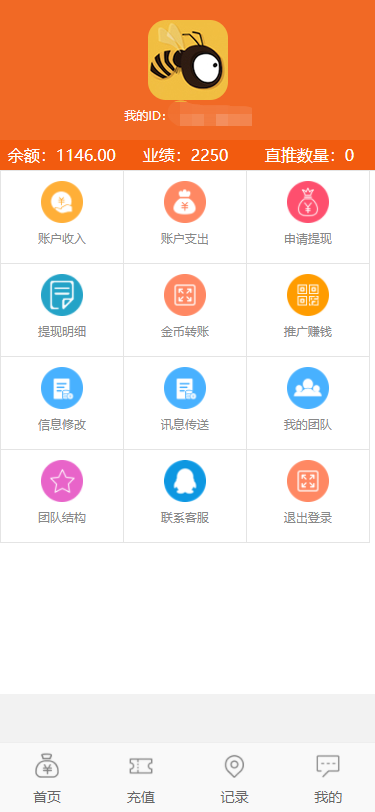 我的ID：
余额：1146.00 业绩：2250 直推数量：0
账户收入 账户支出 申请提现
提现明细 金币转账 推广赚钱
信息修改 讯息传送 我的团队
团队结构 联系客服 退出登录
首页 充值 记录 我的